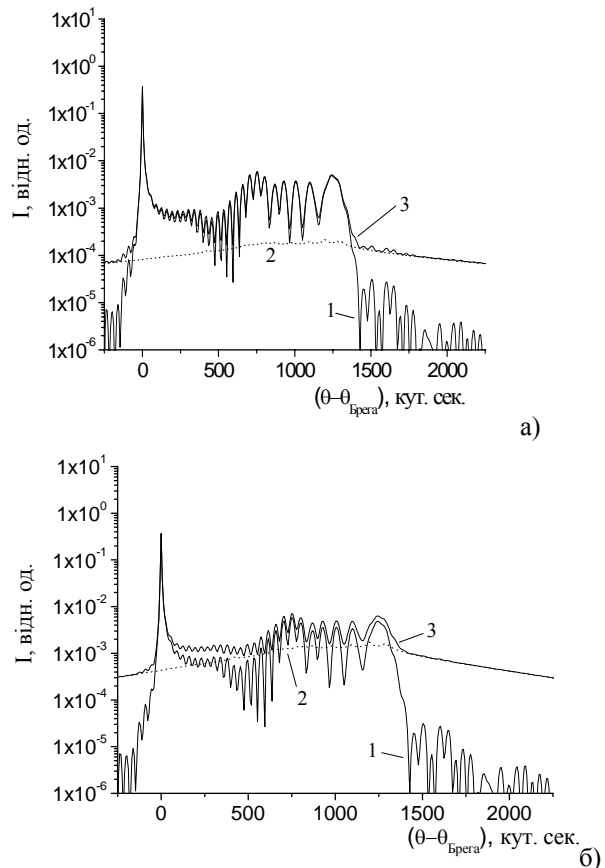 1x10¹
1x10⁰
1x10⁻¹
1x10⁻²
1x10⁻³
1x10⁻⁴
1x10⁻⁵
1x10⁻⁶
I, відн. од.
3
2
1
0 500 1000 1500 2000
(θ–θБрега), кут. сек.
а)
1x10¹
1x10⁰
1x10⁻¹
1x10⁻²
1x10⁻³
1x10⁻⁴
1x10⁻⁵
1x10⁻⁶
I, відн. од.
3
2
1
0 500 1000 1500 2000
(θ–θБрега), кут. сек.
б)